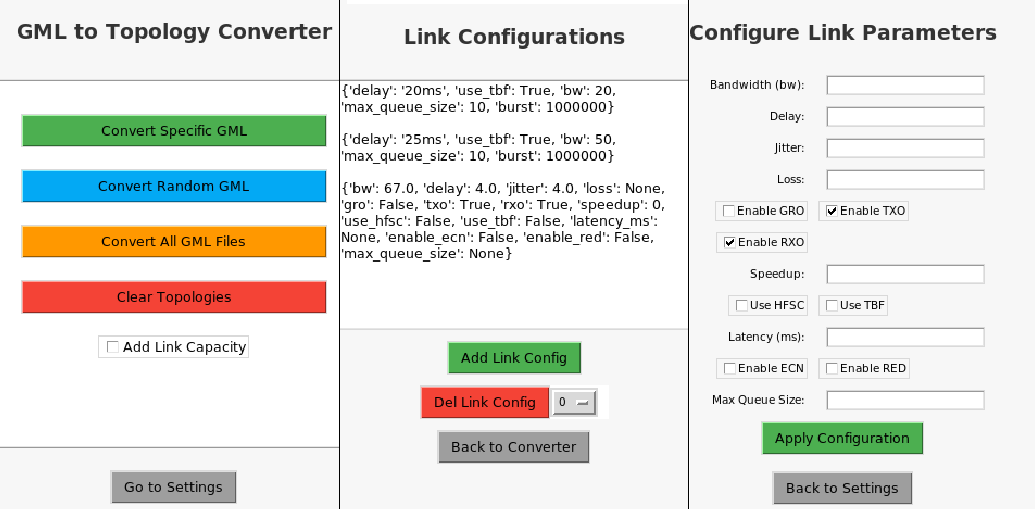 GML to Topology Converter
Convert Specific GML
Convert Random GML
Convert All GML Files
Clear Topologies
Add Link Capacity
Go to Settings
Link Configurations
{'delay': '20ms', 'use_tbf': True, 'bw': 20,
'max_queue_size': 10, 'burst': 1000000}
{'delay': '25ms', 'use_tbf': True, 'bw': 50,
'max_queue_size': 10, 'burst': 1000000}
{'bw': 67.0, 'delay': 4.0, 'jitter': 4.0, 'loss': None,
'gro': False, 'txo': True, 'rxo': True, 'speedup': 0,
'use_hfsc': False, 'use_tbf': False, 'latency_ms':
None, 'enable_ecn': False, 'enable_red': False,
'max_queue_size': None}
Add Link Config
Del Link Config 0
Back to Converter
Configure Link Parameters
Bandwidth (bw):
Delay:
Jitter:
Loss:
Enable GRO Enable TXO
Enable RXO
Speedup:
Use HFSC Use TBF
Latency (ms):
Enable ECN Enable RED
Max Queue Size:
Apply Configuration
Back to Settings